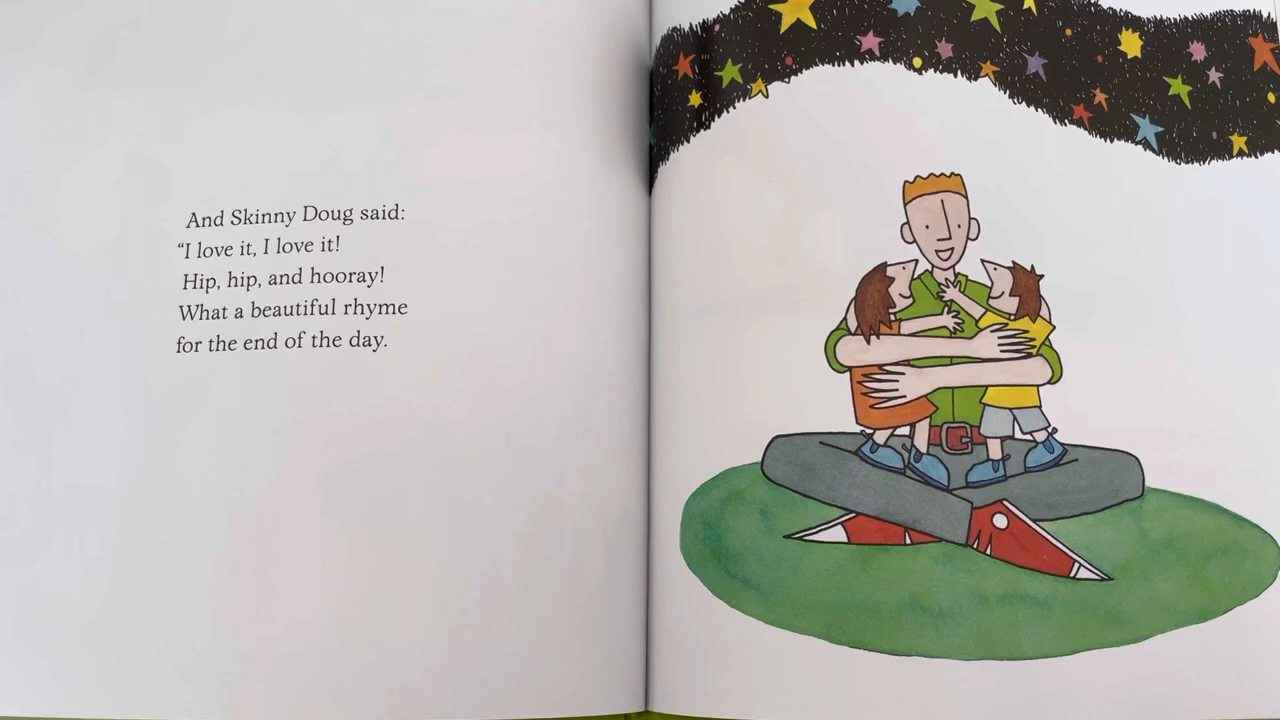 And Skinny Doug said:
“I love it, I love it!
Hip, hip, and hooray!
What a beautiful rhyme
for the end of the day.